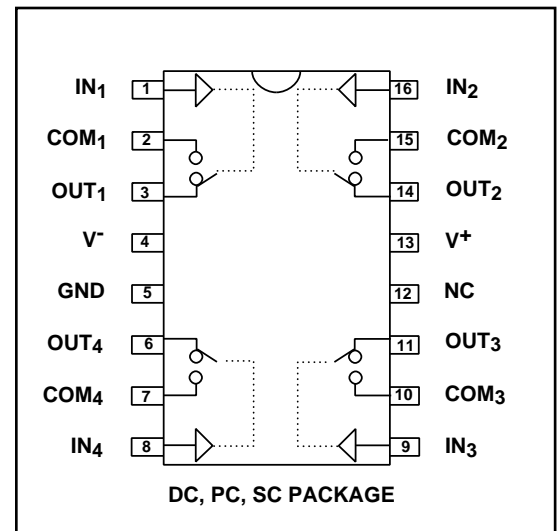 IN1 1 16 IN2
COM1 2 15 COM2
OUT1 3 14 OUT2
V- 4 13 V+
GND 5 12 NC
OUT4 6 11 OUT3
COM4 7 10 COM3
IN4 8 9 IN3
DC, PC, SC PACKAGE